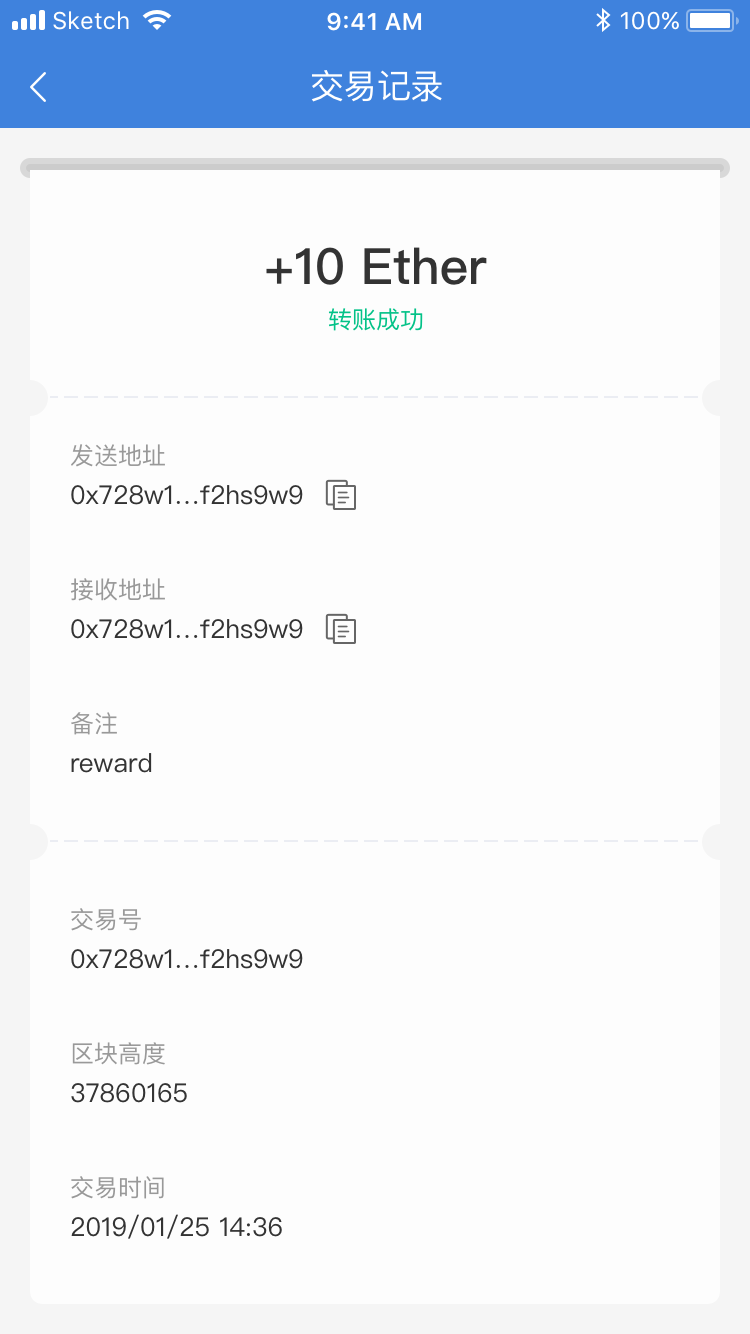 Sketch 9:41 AM 100%
交易记录
+10 Ether
转账成功
发送地址
0x728w1...f2hs9w9
接收地址
0x728w1...f2hs9w9
备注
reward
交易号
0x728w1...f2hs9w9
区块高度
37860165
交易时间
2019/01/25 14:36